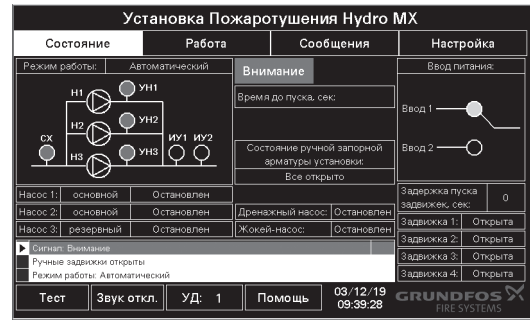 Установка Пожаротушения Hydro MX
Состояние Работа Сообщения Настройка
Режим работы: Автоматический
Н1 УН1
Н2 УН2
СХ ИУ1 ИУ2
Н3 УН3
Внимание
Время до пуска, сек:
Состояние ручной запорной
арматуры установки:
Все открыто
Ввод питания:
Ввод 1
Ввод 2
Насос 1: основной Остановлен
Насос 2: основной Остановлен
Насос 3: резервный Остановлен
Дренажный насос: Остановлен
Жокей-насос: Остановлен
Задержка пуска
задвижек, сек: 0
Задвижка 1: Открыта
Задвижка 2: Открыта
Задвижка 3: Открыта
Задвижка 4: Открыта
Сигнал: Внимание
Ручные задвижки открыты
Режим работы: Автоматический
Тест Звук откл. УД: 1 Помощь
03/12/19
09:39:28
GRUNDFOS
FIRE SYSTEMS